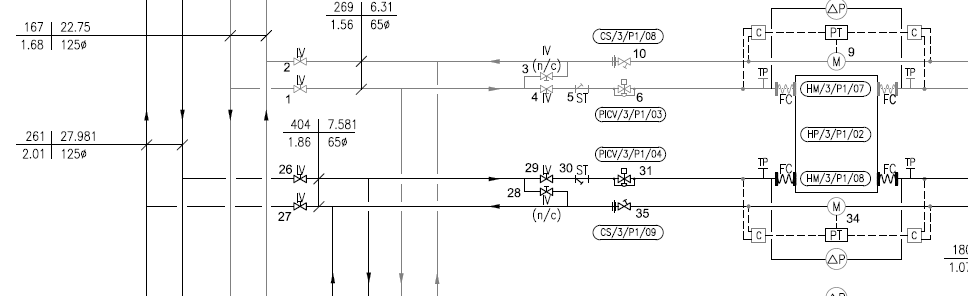 269 6.31
1.56 65ø
167 22.75
1.68 125ø
ΔP
CS/3/P1/08
C PT C
IV 10 9
2 IV
3 (n/c)
M
TP TP
IV
1 4 IV 5 ST 6
FC HM/3/P1/07 FC
PICV/3/P1/03
404 7.581
1.86 65ø
261 27.981
2.01 125ø
HP/3/P1/02
PICV/3/P1/04
26 IV 29 IV 30 ST 31
TP FC FC TP
HM/3/P1/08
28
IV
27 IV
(n/c)
35 M 34
CS/3/P1/09
C PT C
180
1.07
ΔP